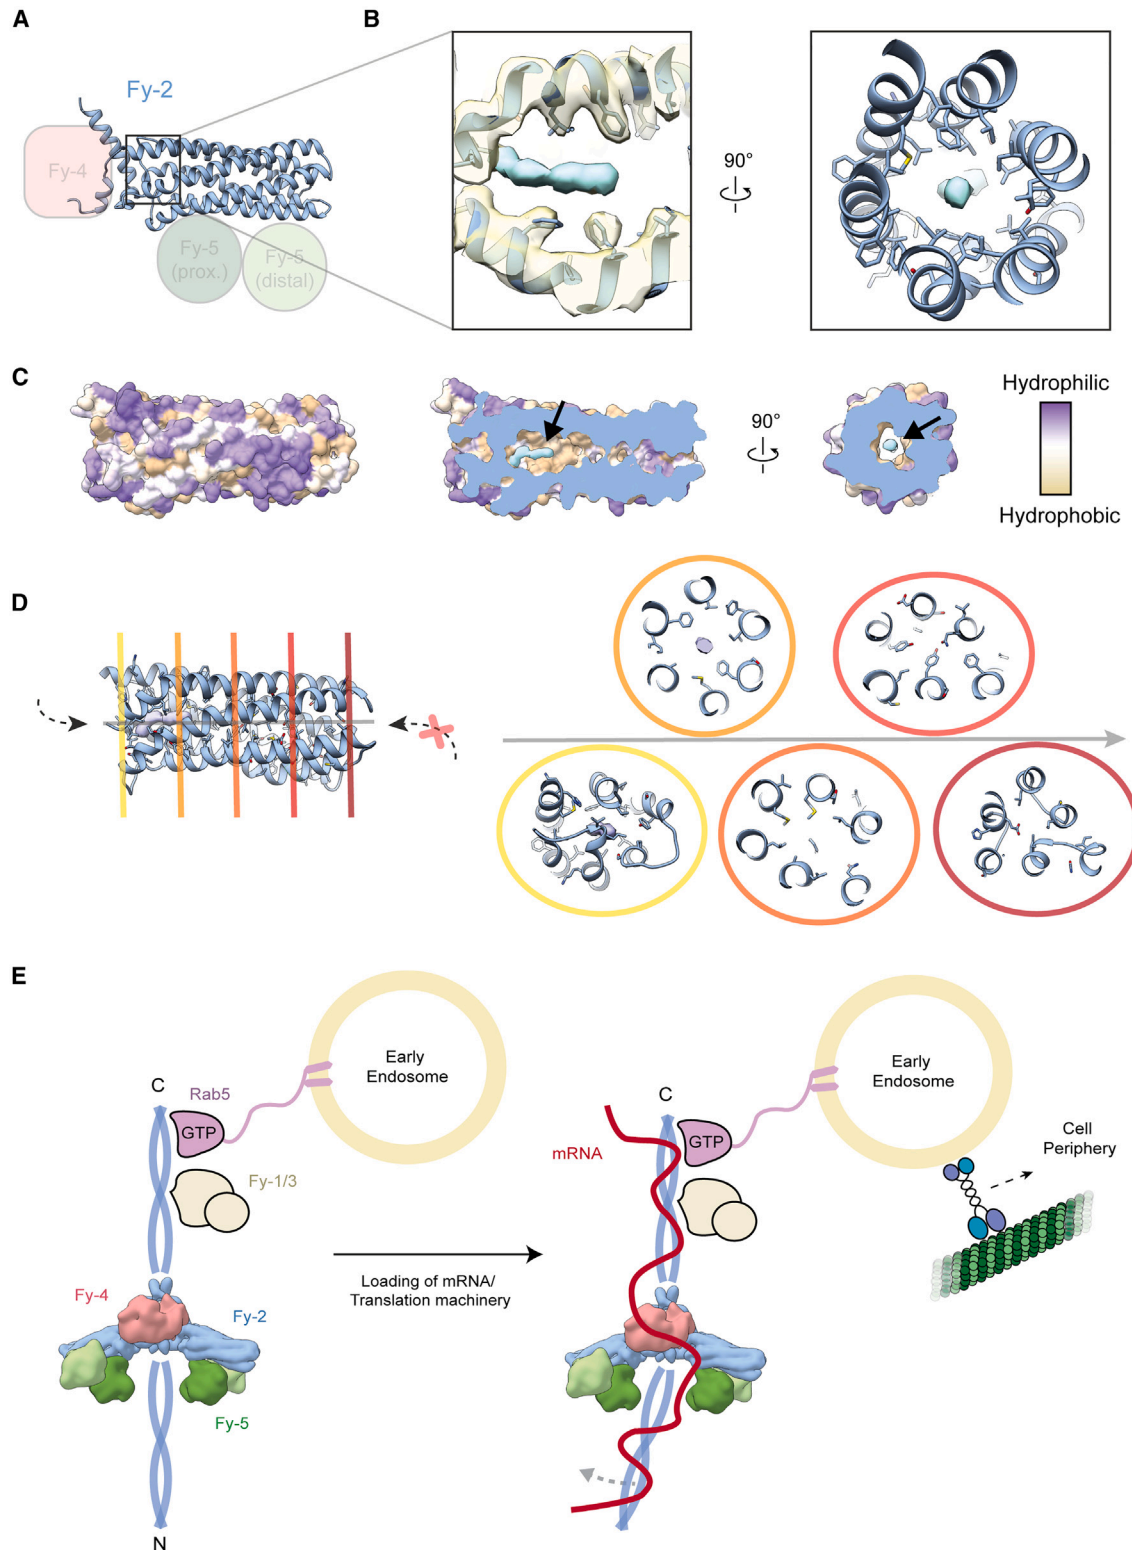 A
B
Fy-2
Fy-4
Fy-5
(prox.)
Fy-5
(distal)
90°
C
90°
Hydrophilic
Hydrophobic
D
E
Early
Endosome
C
Rab5
GTP
Fy-1/3
Fy-4
Fy-2
Fy-5
N
Loading of mRNA/
Translation machinery
Early
Endosome
C
mRNA
GTP
Cell
Periphery